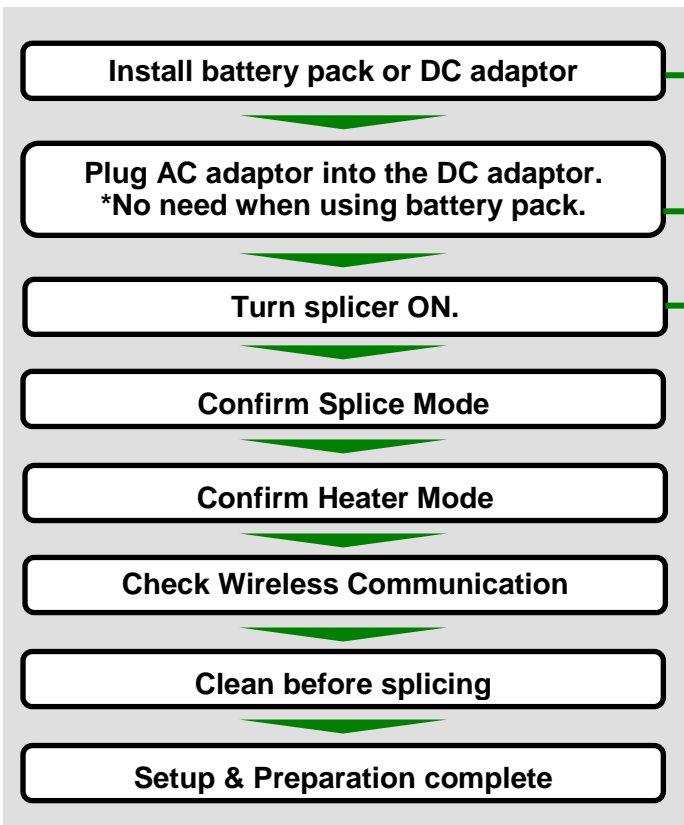 Install battery pack or DC adaptor
Plug AC adaptor into the DC adaptor.
*No need when using battery pack.
Turn splicer ON.
Confirm Splice Mode
Confirm Heater Mode
Check Wireless Communication
Clean before splicing
Setup & Preparation complete